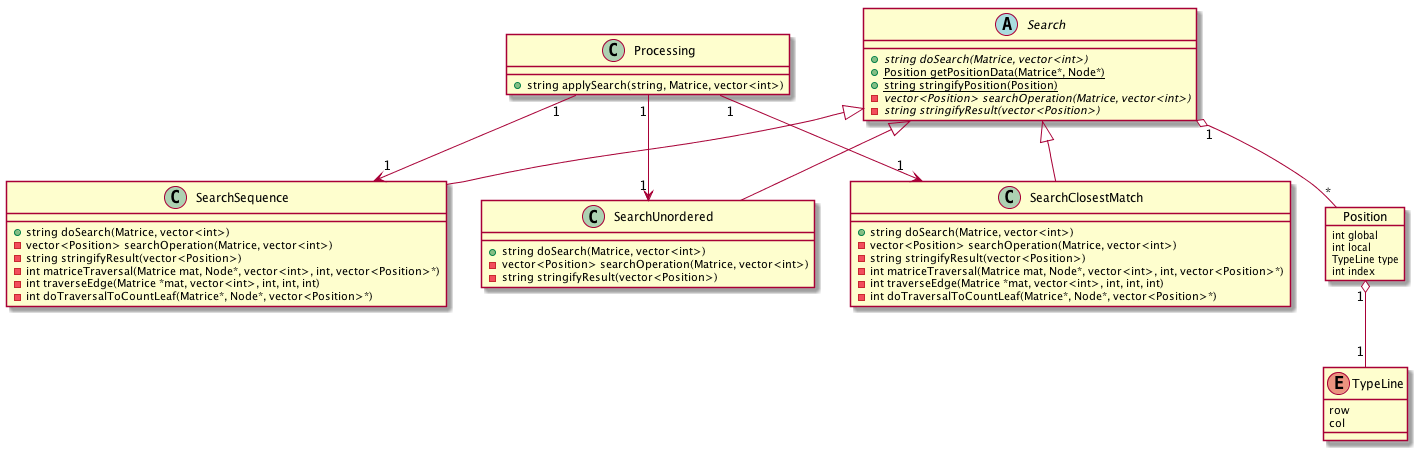 A Search
string doSearch(Matrice, vector<int>)
Position getPositionData(Matrice*, Node*)
string stringifyPosition(Position)
vector<Position> searchOperation(Matrice, vector<int>)
string stringifyResult(vector<Position>)
C Processing
string applySearch(string, Matrice, vector<int>)
1
1
1
1
1
1
1
1
*
C SearchSequence
string doSearch(Matrice, vector<int>)
vector<Position> searchOperation(Matrice, vector<int>)
string stringifyResult(vector<Position>)
int matriceTraversal(Matrice mat, Node*, vector<int>, int, vector<Position>*)
int traverseEdge(Matrice *mat, vector<int>, int, int, int)
int doTraversalToCountLeaf(Matrice*, Node*, vector<Position>*)
C SearchUnordered
string doSearch(Matrice, vector<int>)
vector<Position> searchOperation(Matrice, vector<int>)
string stringifyResult(vector<Position>)
C SearchClosestMatch
string doSearch(Matrice, vector<int>)
vector<Position> searchOperation(Matrice, vector<int>)
string stringifyResult(vector<Position>)
int matriceTraversal(Matrice mat, Node*, vector<int>, int, vector<Position>*)
int traverseEdge(Matrice *mat, vector<int>, int, int, int)
int doTraversalToCountLeaf(Matrice*, Node*, vector<Position>*)
Position
int global
int local
TypeLine type
int index
1
1
E TypeLine
row
col